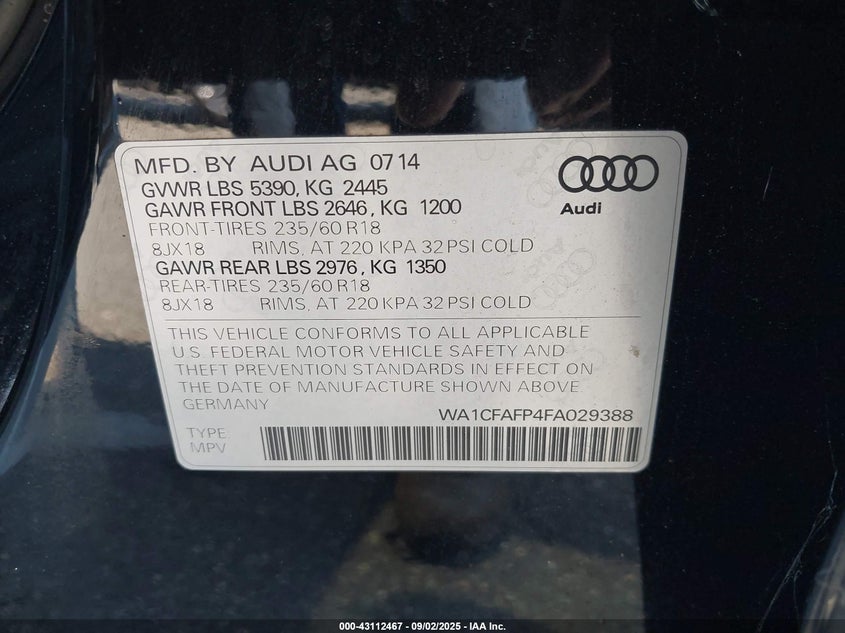 MFD. BY AUDI AG 0714
GVWR LBS 5390, KG 2445
GAWR FRONT LBS 2646, KG 1200
FRONT-TIRES 235/60 R18
8JX18 RIMS, AT 220 KPA 32 PSI COLD
GAWR REAR LBS 2976, KG 1350
REAR-TIRES 235/60 R18
8JX18 RIMS, AT 220 KPA 32 PSI COLD
Audi
THIS VEHICLE CONFORMS TO ALL APPLICABLE
U.S. FEDERAL MOTOR VEHICLE SAFETY AND
THEFT PREVENTION STANDARDS IN EFFECT ON
THE DATE OF MANUFACTURE SHOWN ABOVE.
GERMANY
WA1CFAFP4FA029388
TYPE:
MPV
000-43112467 - 09/02/2025 - IAA Inc.